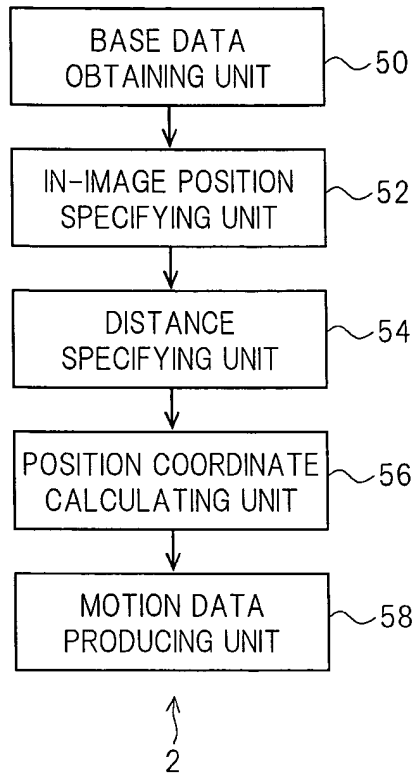 BASE DATA
OBTAINING UNIT
50
IN-IMAGE POSITION
SPECIFYING UNIT
52
DISTANCE
SPECIFYING UNIT
54
POSITION COORDINATE
CALCULATING UNIT
56
MOTION DATA
PRODUCING UNIT
58
2